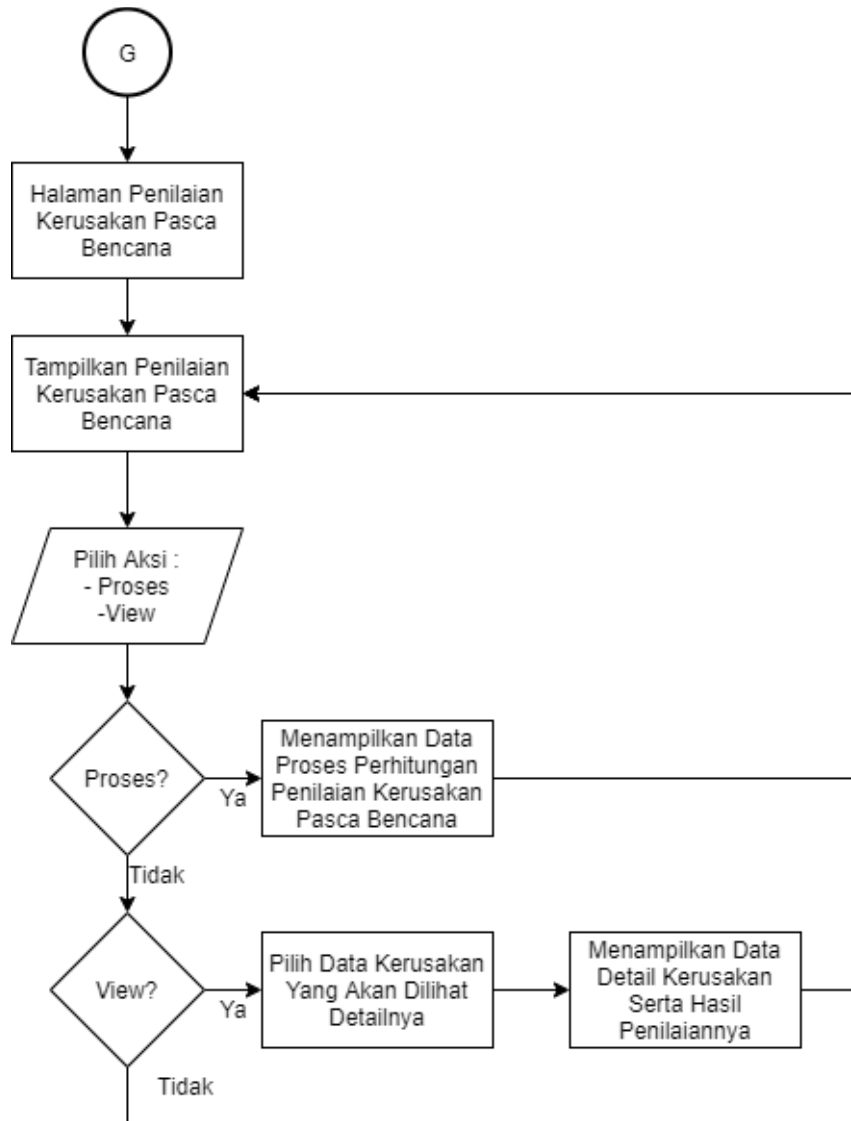 G
Halaman Penilaian
Kerusakan Pasca
Bencana
Tampilkan Penilaian
Kerusakan Pasca
Bencana
Pilih Aksi :
- Proses
-View
Proses?
Ya
Menampilkan Data
Proses Perhitungan
Penilaian Kerusakan
Pasca Bencana
Tidak
View?
Ya
Pilih Data Kerusakan
Yang Akan Dilihat
Detailnya
Menampilkan Data
Detail Kerusakan
Serta Hasil
Penilaiannya
Tidak